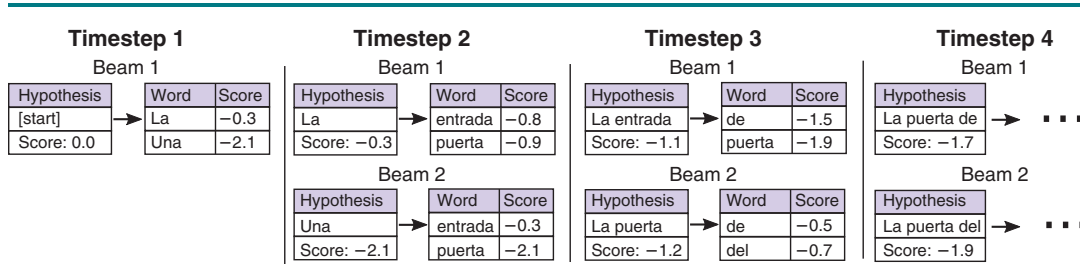 Timestep 1
Timestep 2
Timestep 3
Timestep 4
Beam 1
Hypothesis
[start]
Score: 0.0
Word Score
La −0.3
Una −2.1
Beam 1
Hypothesis
La
Score: −0.3
Word Score
entrada −0.8
puerta −0.9
Beam 2
Hypothesis
Una
Score: −2.1
Word Score
entrada −0.3
puerta −2.1
Beam 1
Hypothesis
La entrada
Score: −1.1
Word Score
de −1.5
puerta −1.9
Beam 2
Hypothesis
La puerta
Score: −1.2
Word Score
de −0.5
del −0.7
Beam 1
Hypothesis
La puerta de
Score: −1.7
...
Beam 2
Hypothesis
La puerta del
Score: −1.9
...